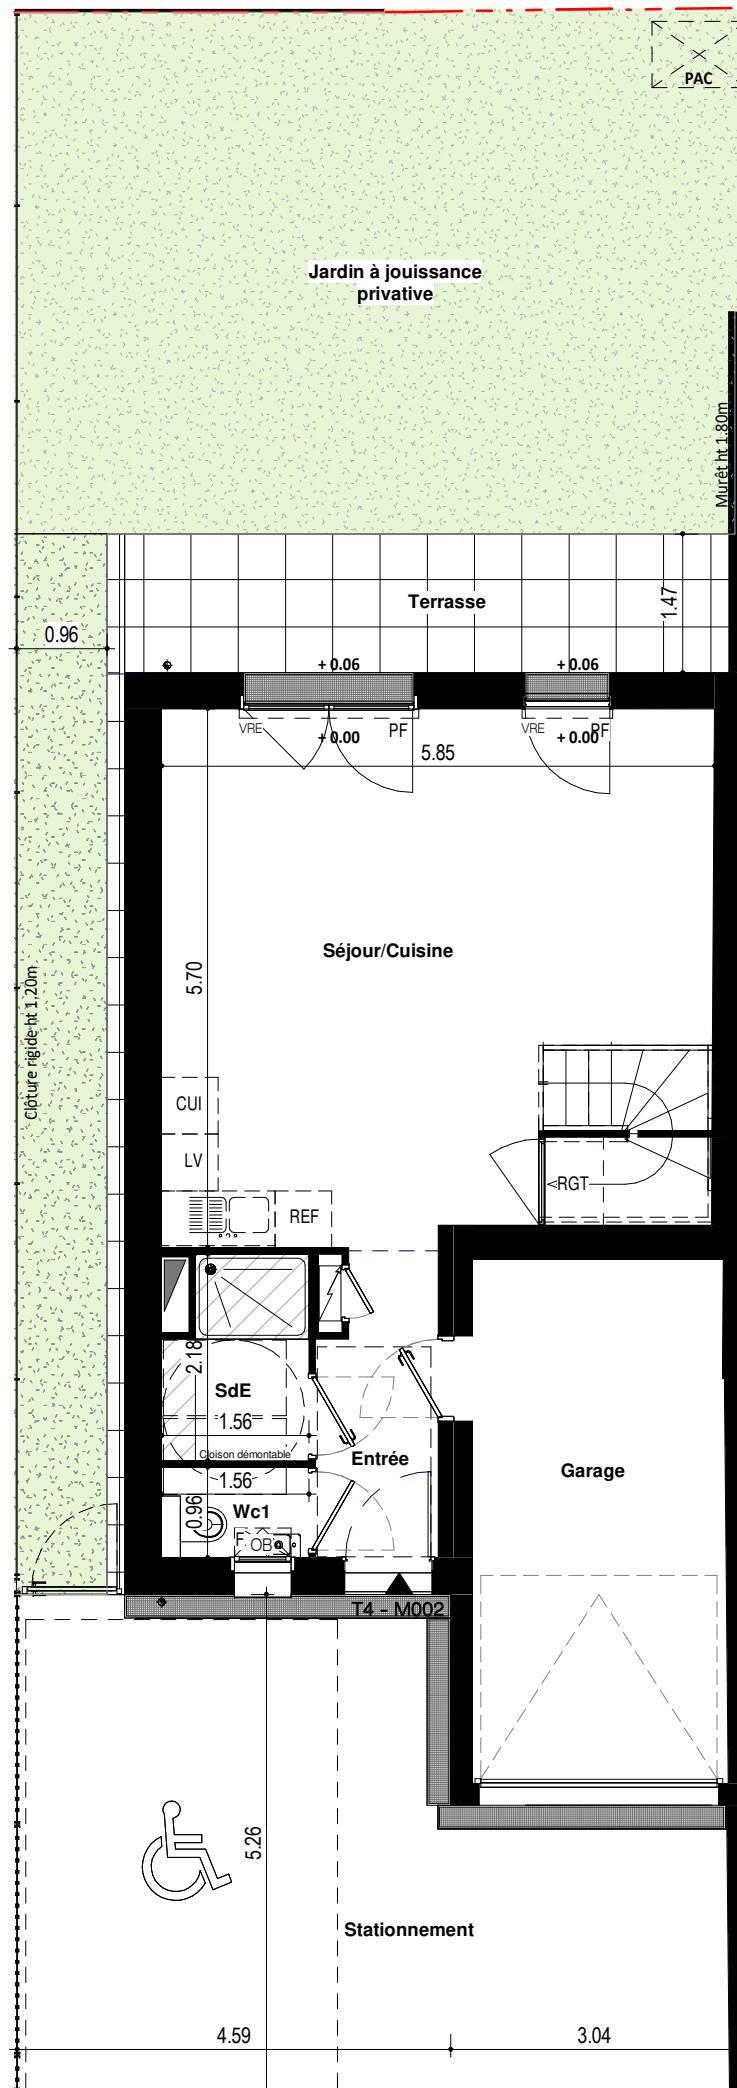 PAC
Jardin à jouissance
privative
Murêt ht 1.80m
Terrasse
1.47
0.96
+ 0.06
+ 0.06
VRE
+ 0.00
PF
VRE
+ 0.00
PF
5.85
Séjour/Cuisine
5.70
Clôture rigide ht 1,20m
CUI
LV
REF
<RGT
2.18
SdE
1.56
Cloison démontable
Entrée
Garage
1.56
0.96
Wc1
F
OB
T4 - M002
5.26
Stationnement
4.59
3.04